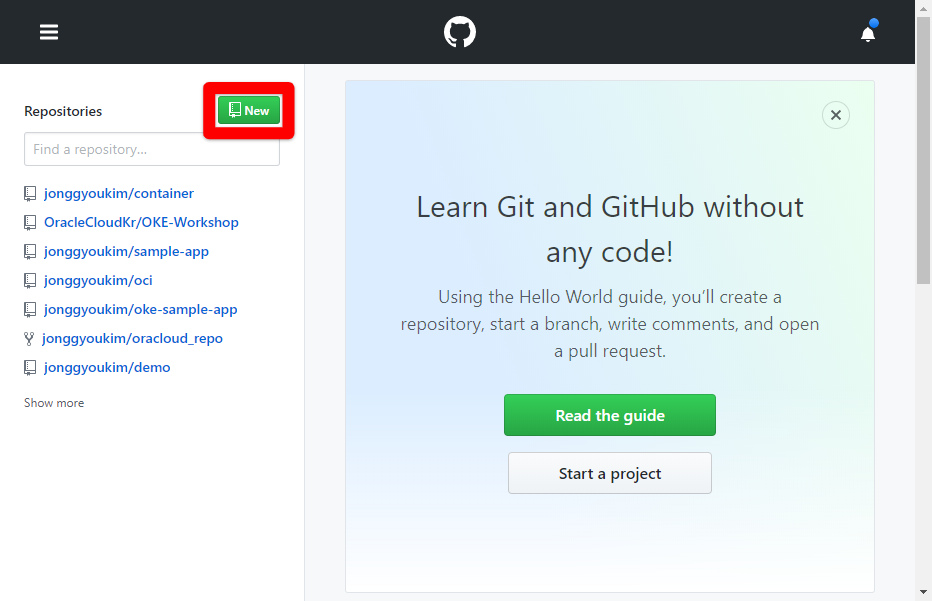 Repositories
New
Find a repository...
jonggyoukim/container
OracleCloudKr/OKE-Workshop
jonggyoukim/sample-app
jonggyoukim/oci
jonggyoukim/oke-sample-app
jonggyoukim/oracloud_repo
jonggyoukim/demo
Show more
Learn Git and GitHub without
any code!
Using the Hello World guide, you’ll create a
repository, start a branch, write comments, and open
a pull request.
Read the guide
Start a project